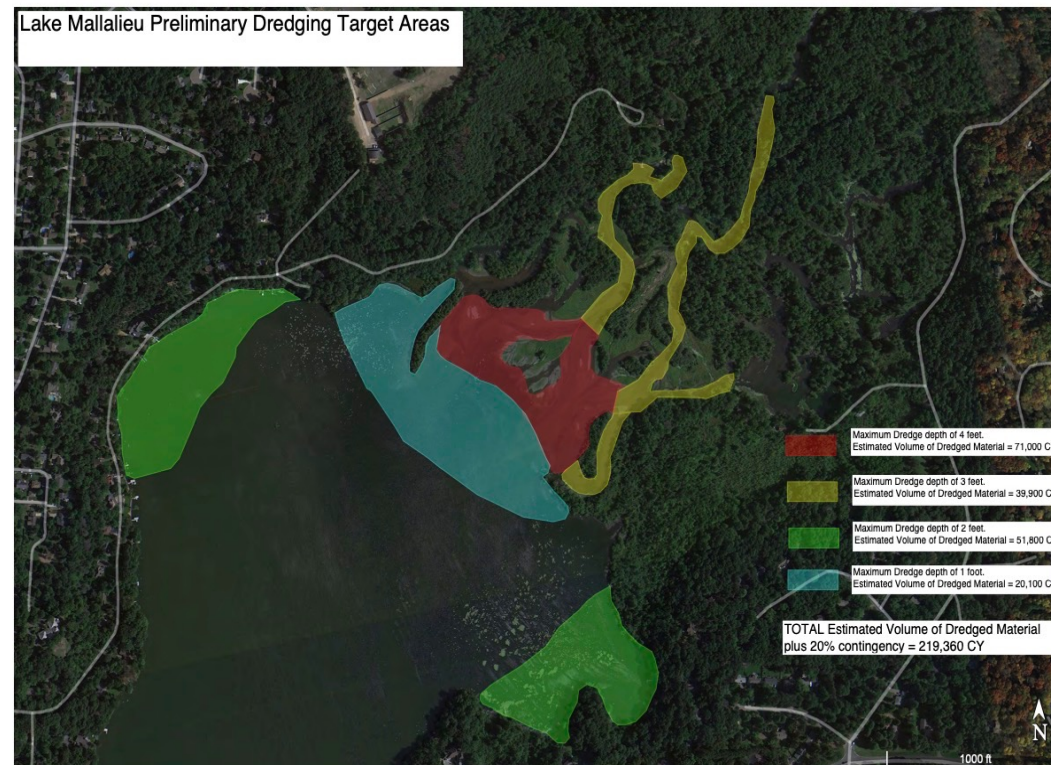 Lake Mallalieu Preliminary Dredging Target Areas
Maximum Dredge depth of 4 feet.
Estimated Volume of Dredged Material = 71,000 C
Maximum Dredge depth of 3 feet.
Estimated Volume of Dredged Material = 39,900 C
Maximum Dredge depth of 2 feet.
Estimated Volume of Dredged Material = 51,800 C
Maximum Dredge depth of 1 foot.
Estimated Volume of Dredged Material = 20,100 C
TOTAL Estimated Volume of Dredged Material
plus 20% contingency = 219,360 CY
N
1000 ft